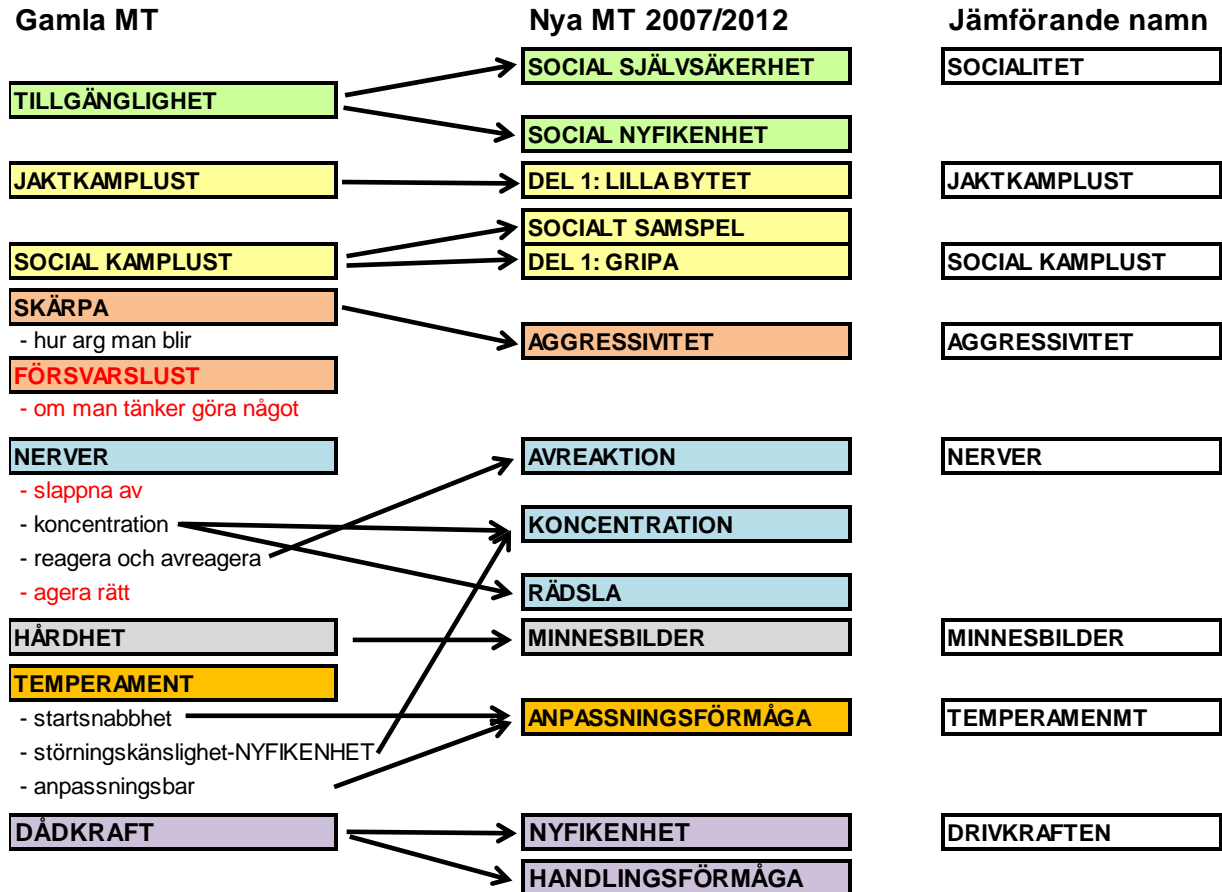 Gamla MT
Nya MT 2007/2012
Jämförande namn
SOCIAL SJÄLVSÄKERHET
SOCIALITET
TILLGÄNGLIGHET
SOCIAL NYFIKENHET
JAKTKAMPLUST
DEL 1: LILLA BYTET
JAKTKAMPLUST
SOCIALT SAMSPEL
SOCIAL KAMPLUST
DEL 1: GRIPA
SOCIAL KAMPLUST
SKÄRPA
- hur arg man blir
AGGRESSIVITET
AGGRESSIVITET
FÖRSVARSLUST
- om man tänker göra något
NERVER
AVREAKTION
NERVER
- slappna av
- koncentration
KONCENTRATION
- reagera och avreagera
- agera rätt
RÄDSLA
HÅRDHET
MINNESBILDER
MINNESBILDER
TEMPERAMENT
- startsnabbhet
ANPASSNINGSFÖRMÅGA
TEMPERAMENMT
- störningskänslighet-NYFIKENHET
- anpassningsbar
DÅDKRAFT
NYFIKENHET
DRIVKRAFTEN
HANDLINGSFÖRMÅGA